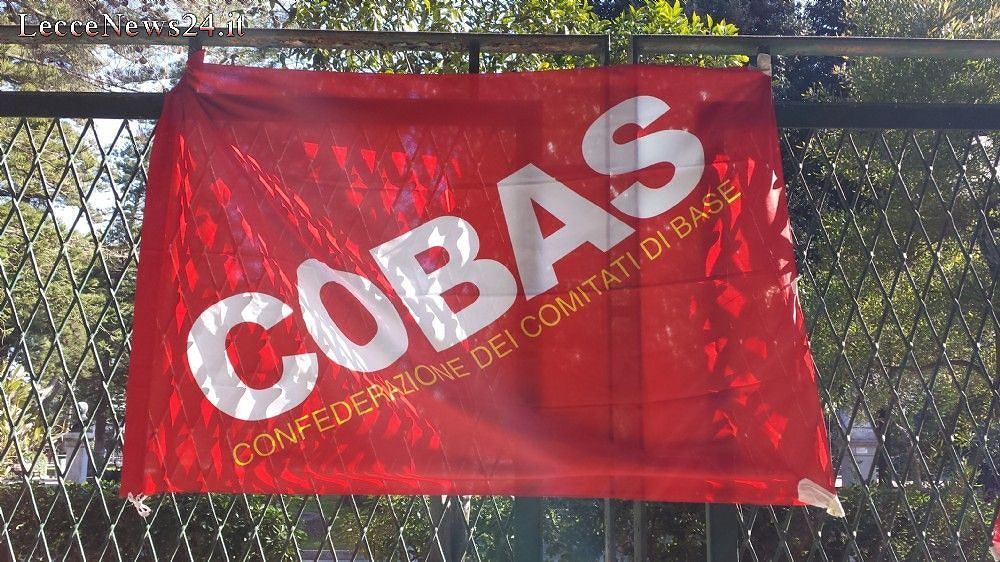 LecceNews24.it
COBAS
CONFEDERAZIONE DEI COMITATI DI BASE